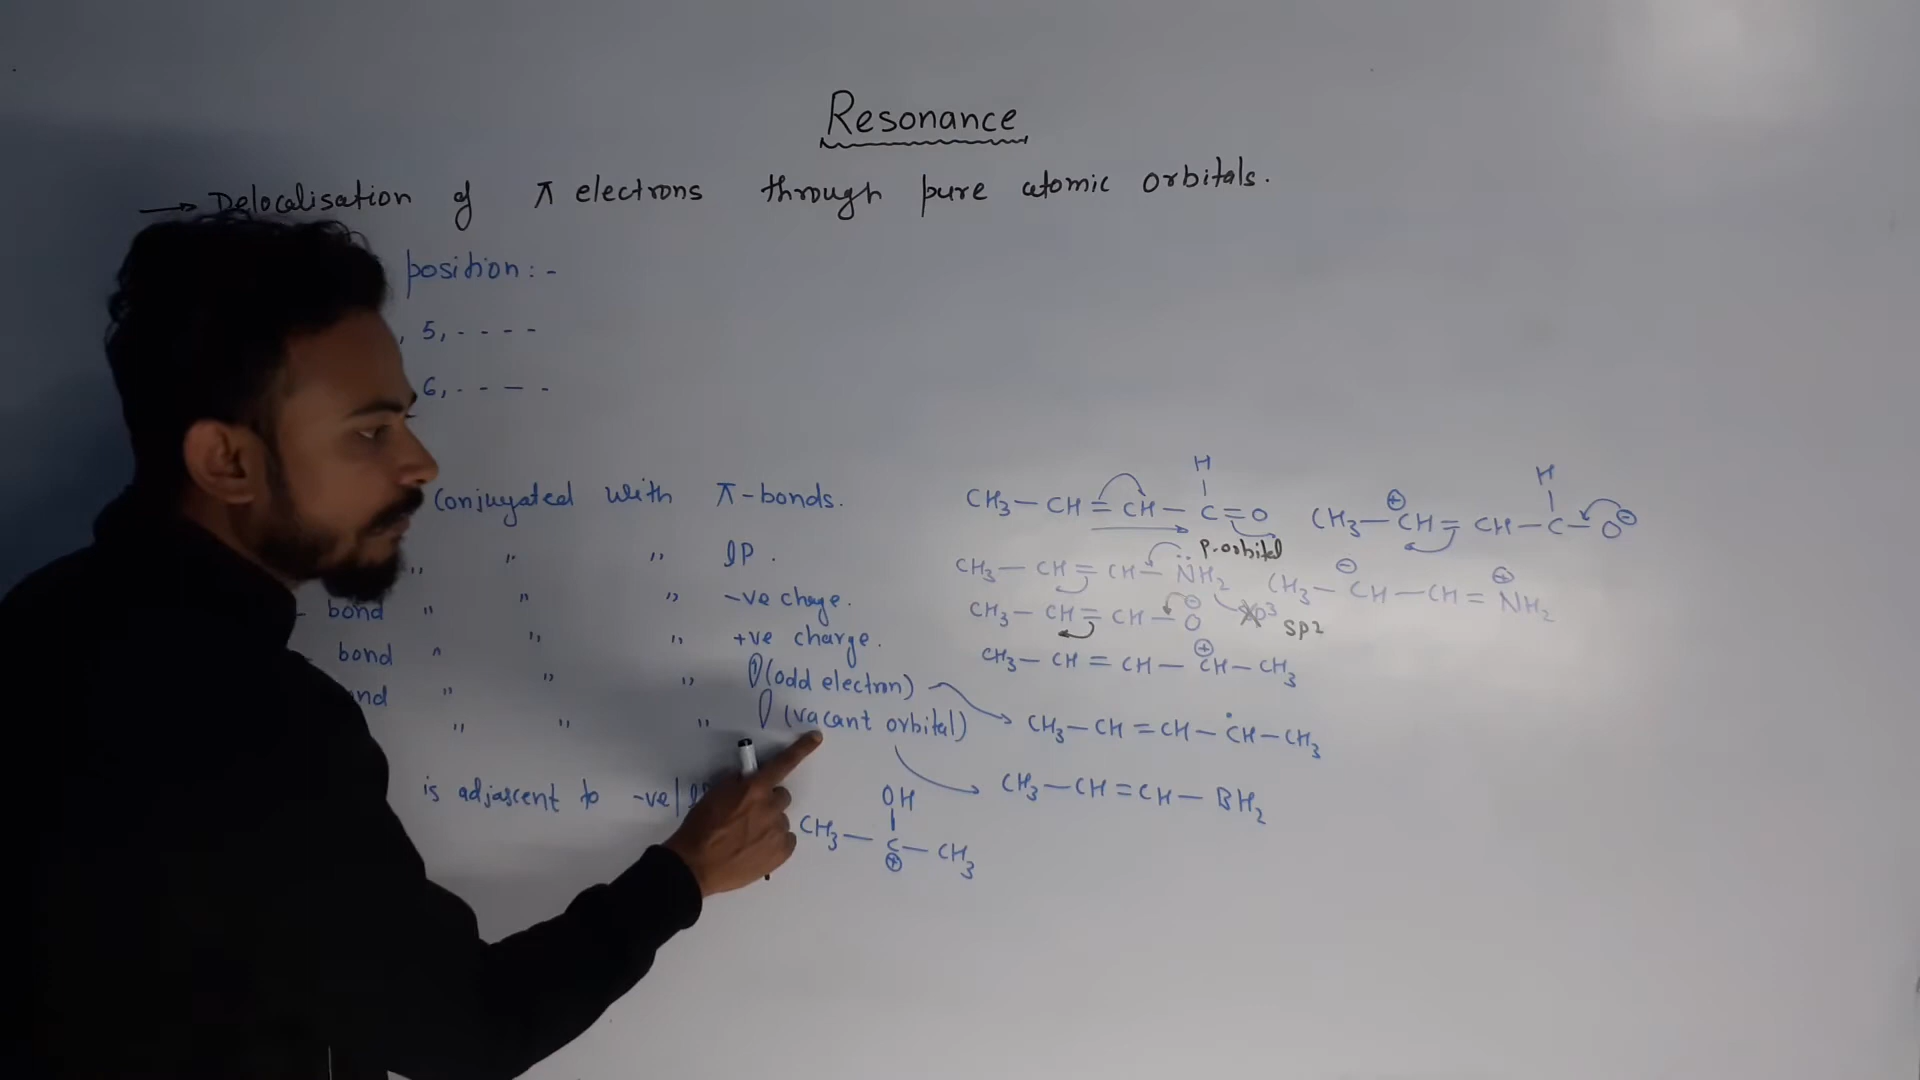 Resonance
→ Delocalisation of π electrons through pure atomic orbitals.
position : -
, 5, - - - -
6, - - - -
Conjugated with π-bonds.
" " lP.
bond " " " -ve charge.
bond " " " +ve charge.
" " " (odd electron)
" " " (vacant orbital)
is adjascent to -ve/
H
CH3 — CH = CH — C = O
H
CH3 — CH = CH — C — O
⊕ ⊖
p-orbital
CH3 — CH = CH — N̈H2
⊖ ⊕
CH3 — CH — CH = NH2
sp3
sp2
⊖
CH3 — CH = CH — O
⊕
CH3 — CH = CH — CH — CH3
CH3 — CH = CH — ĊH — CH3
CH3 — CH = CH — BH2
OH
CH3 — C — CH3
⊕